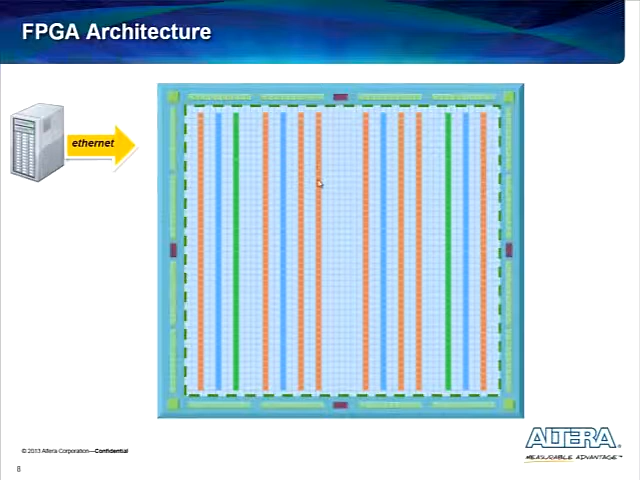 FPGA Architecture
ethernet
© 2013 Altera Corporation—Confidential
ALTERA
MEASURABLE ADVANTAGE™
8